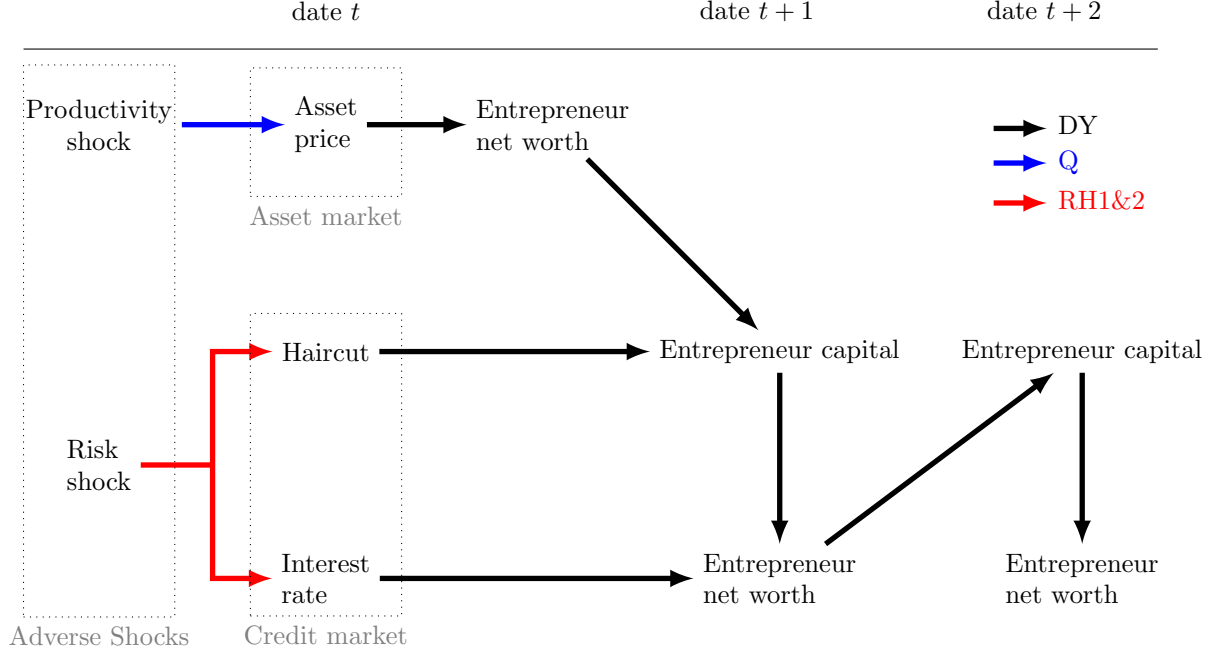 date t
date t + 1
date t + 2
Productivity
shock
Asset
price
Entrepreneur
net worth
DY
Q
RH1&2
Asset market
Haircut
Entrepreneur capital
Entrepreneur capital
Risk
shock
Interest
rate
Entrepreneur
net worth
Entrepreneur
net worth
Adverse Shocks
Credit market